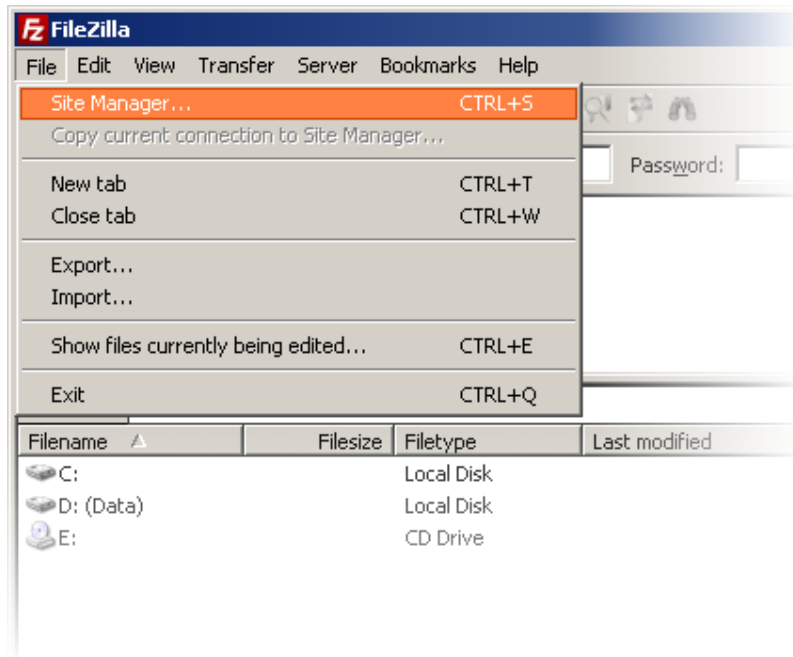 FileZilla
File Edit View Transfer Server Bookmarks Help
Site Manager... CTRL+S
Copy current connection to Site Manager...
Password:
New tab CTRL+T
Close tab CTRL+W
Export...
Import...
Show files currently being edited... CTRL+E
Exit CTRL+Q
Filename Filesize Filetype Last modified
C: Local Disk
D: (Data) Local Disk
E: CD Drive